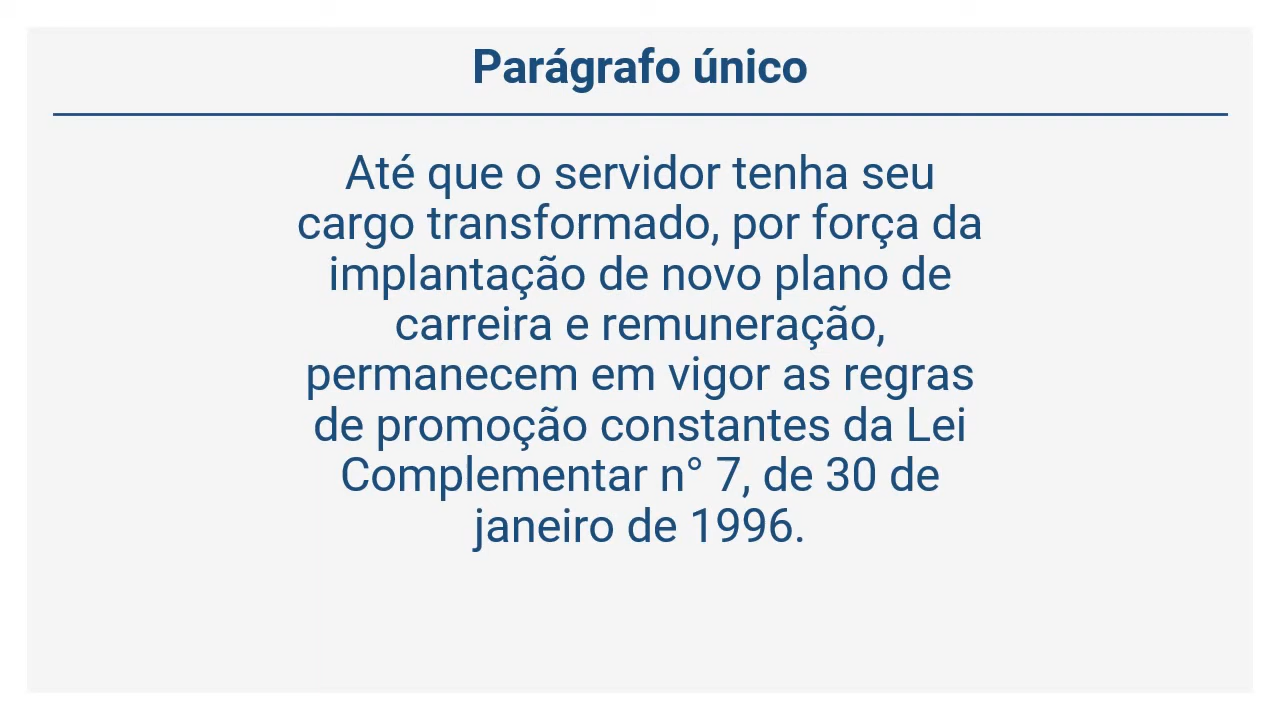 Parágrafo único
Até que o servidor tenha seu
cargo transformado, por força da
implantação de novo plano de
carreira e remuneração,
permanecem em vigor as regras
de promoção constantes da Lei
Complementar n° 7, de 30 de
janeiro de 1996.